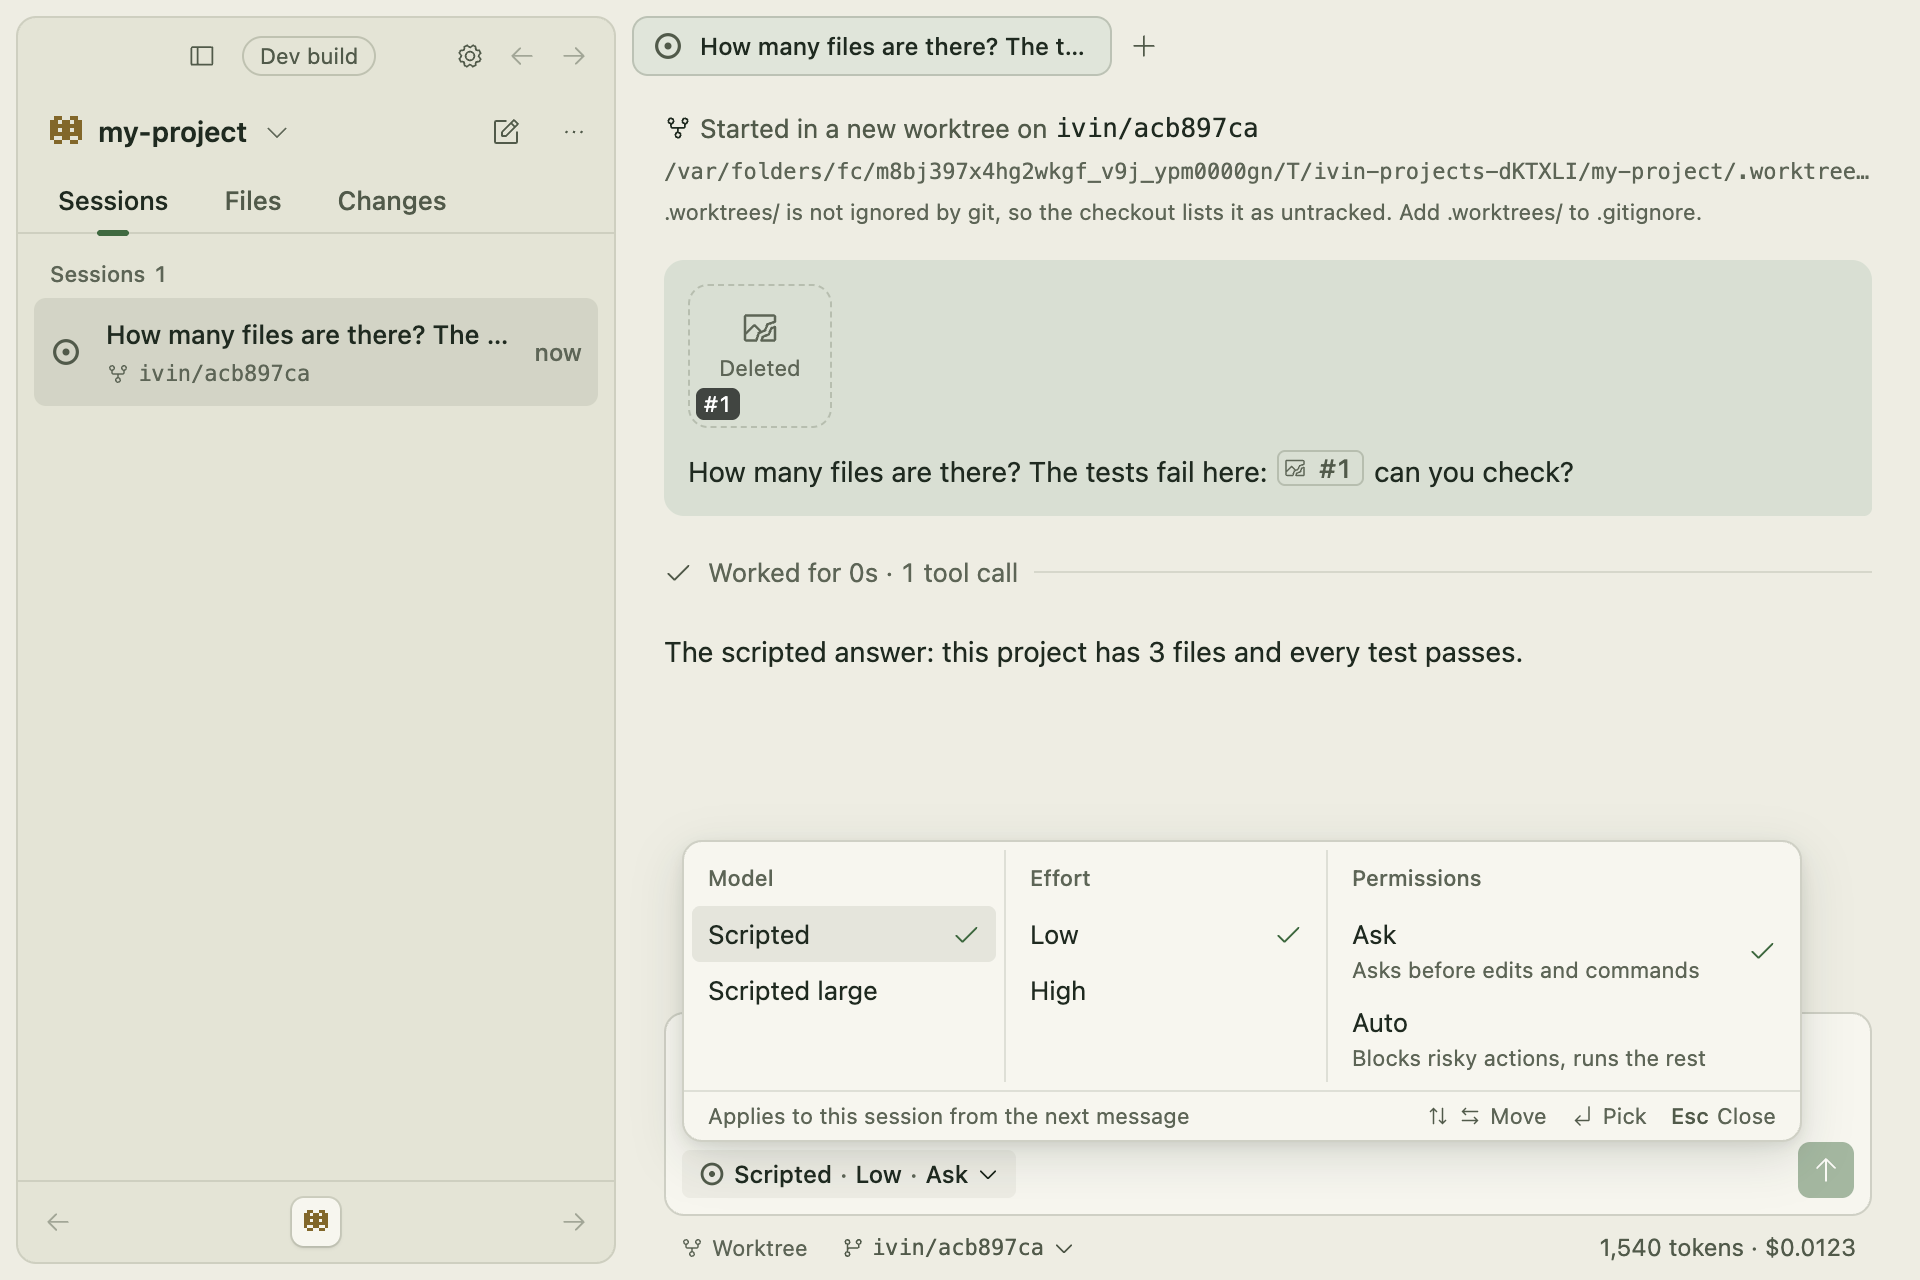 Dev build
my-project
Sessions Files Changes
Sessions 1
How many files are there? The ...
ivin/acb897ca
now
How many files are there? The t...
Started in a new worktree on ivin/acb897ca
/var/folders/fc/m8bj397x4hg2wkgf_v9j_ypm0000gn/T/ivin-projects-dKTXLI/my-project/.worktree…
.worktrees/ is not ignored by git, so the checkout lists it as untracked. Add .worktrees/ to .gitignore.
Deleted
#1
How many files are there? The tests fail here: #1 can you check?
Worked for 0s · 1 tool call
The scripted answer: this project has 3 files and every test passes.
Model
Scripted
Scripted large
Effort
Low
High
Permissions
Ask
Asks before edits and commands
Auto
Blocks risky actions, runs the rest
Applies to this session from the next message
Move Pick Esc Close
Scripted · Low · Ask
Worktree ivin/acb897ca
1,540 tokens · $0.0123